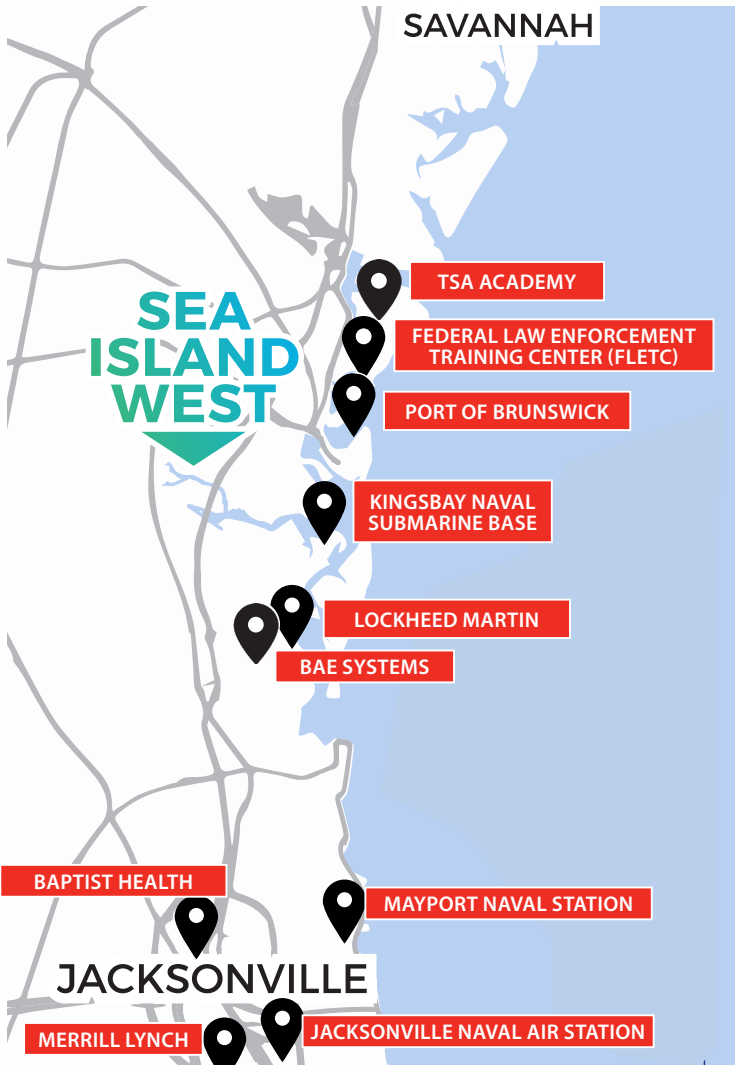 SAVANNAH
TSA ACADEMY
SEA
ISLAND
WEST
FEDERAL LAW ENFORCEMENT
TRAINING CENTER (FLETC)
PORT OF BRUNSWICK
KINGSBAY NAVAL
SUBMARINE BASE
LOCKHEED MARTIN
BAE SYSTEMS
BAPTIST HEALTH
MAYPORT NAVAL STATION
JACKSONVILLE
MERRILL LYNCH
JACKSONVILLE NAVAL AIR STATION